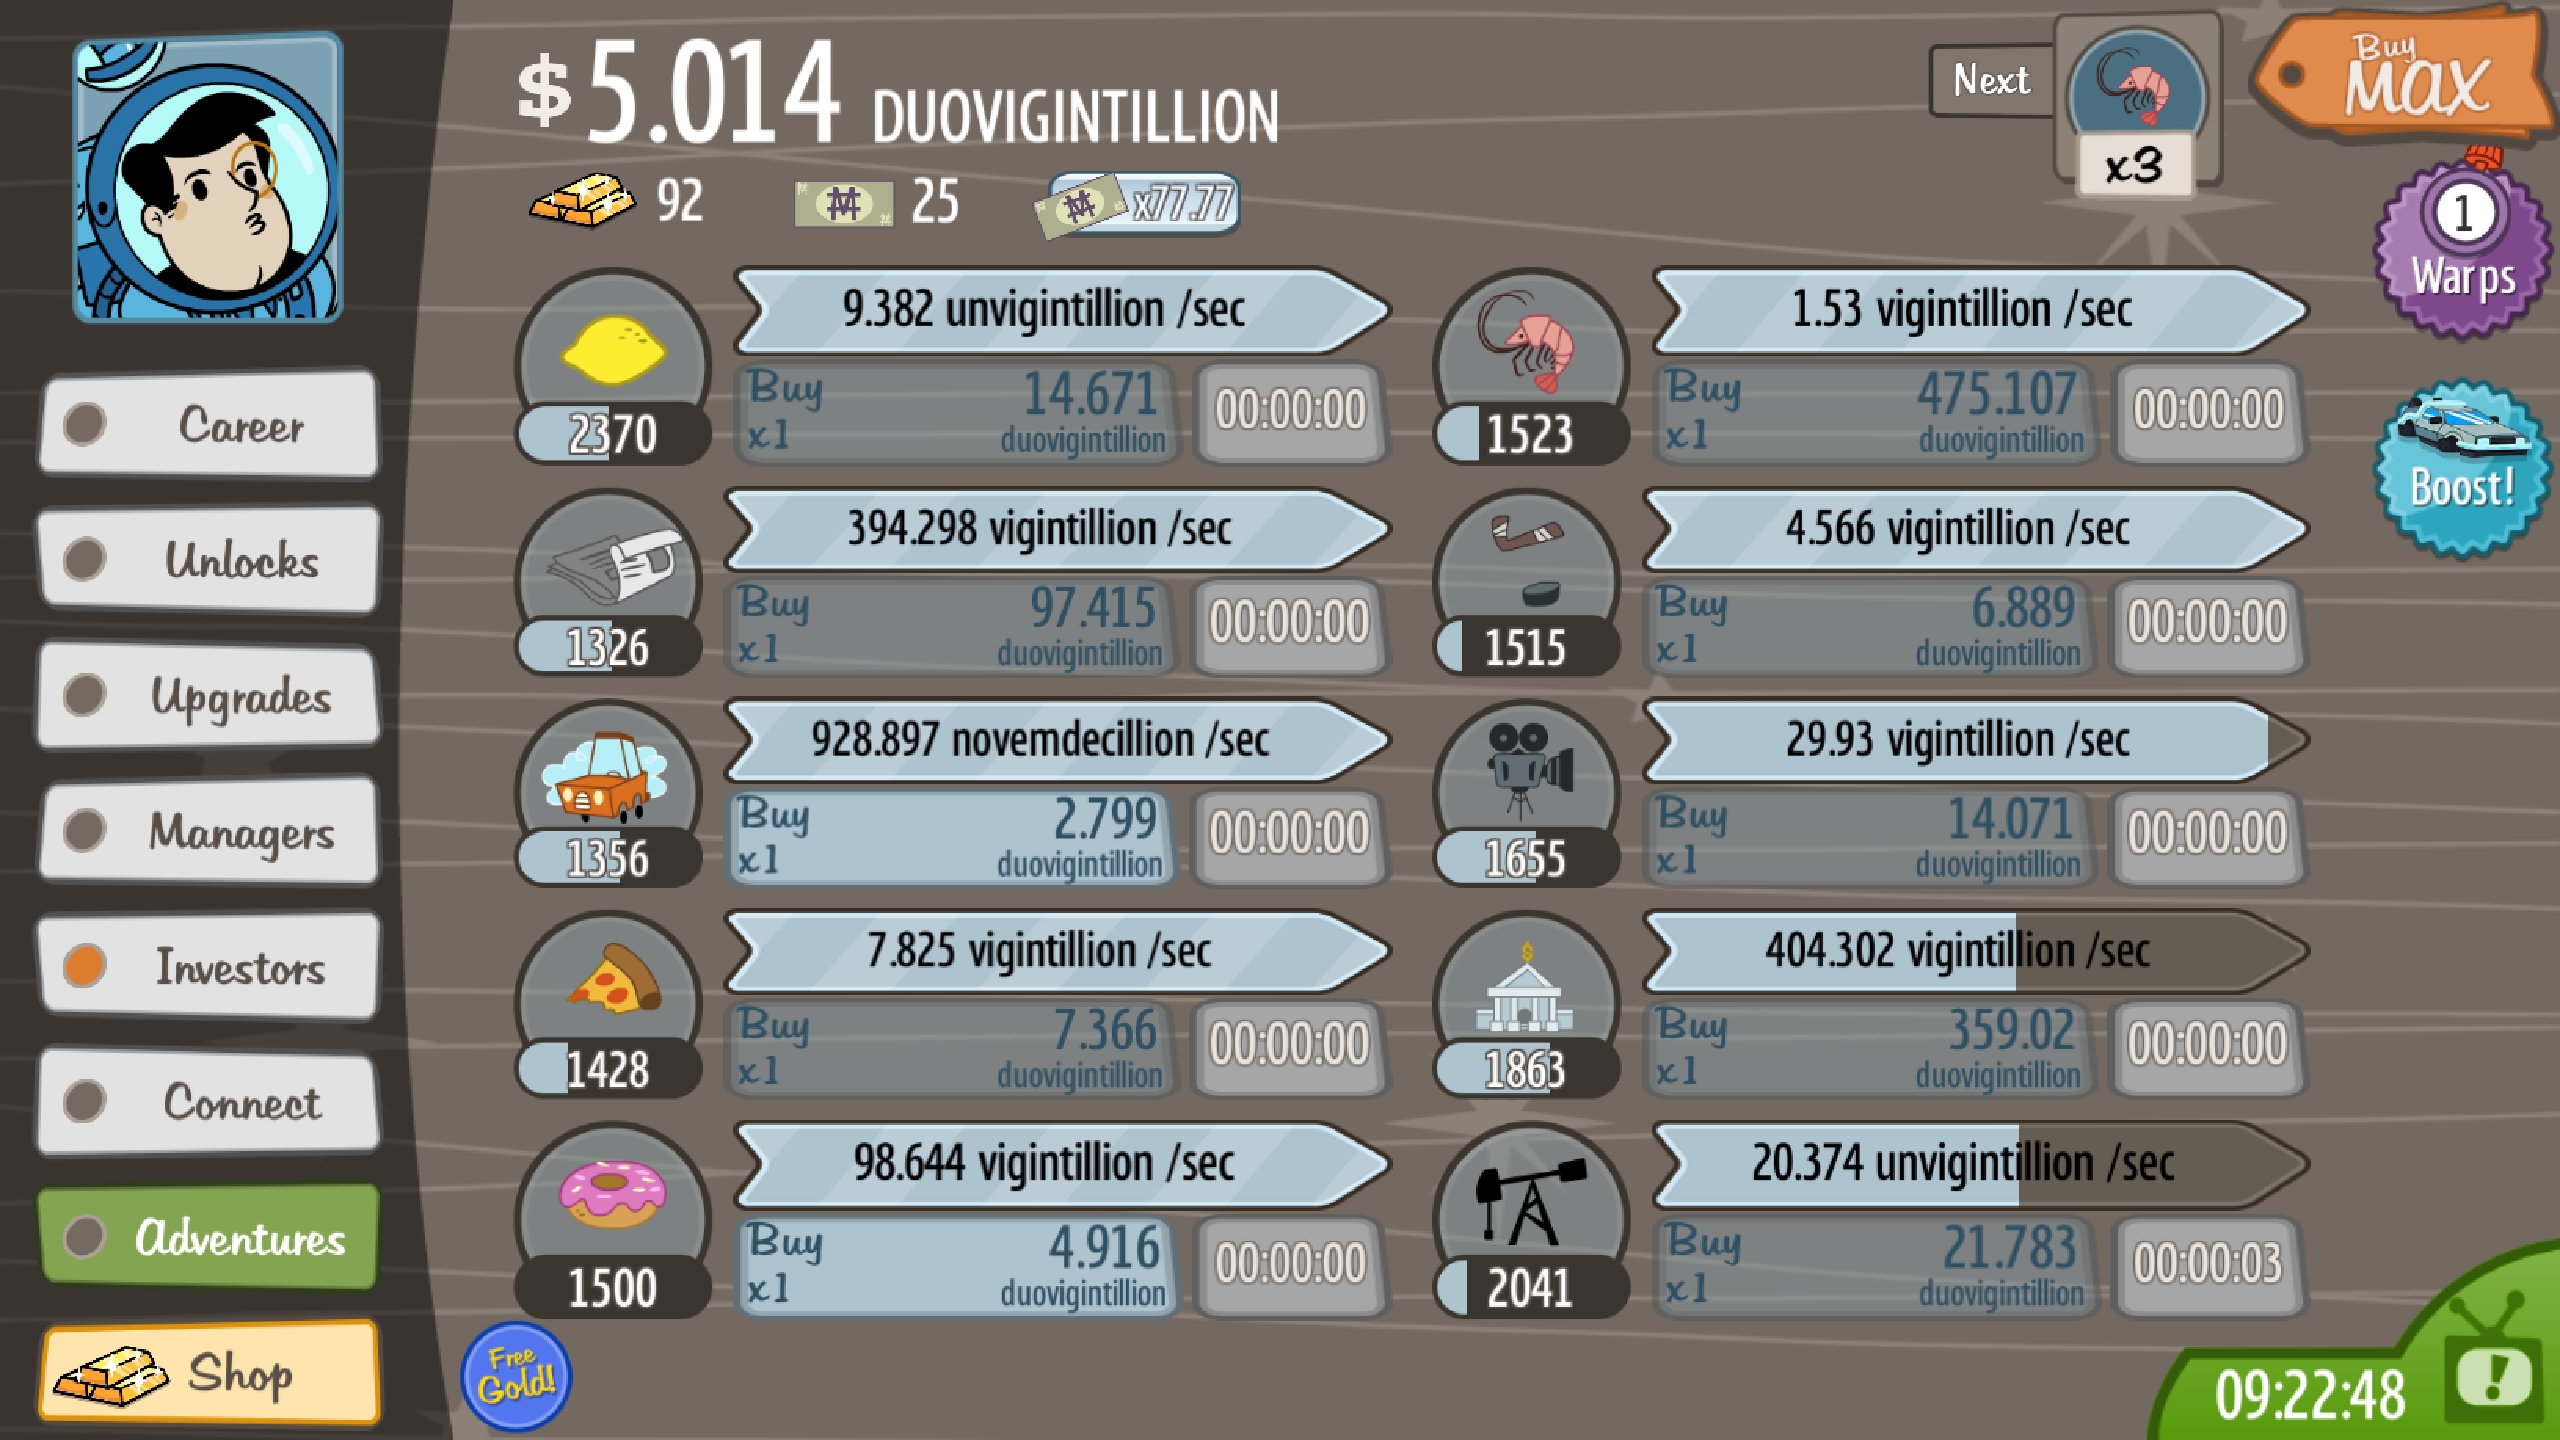 $ 5.014 DUOVIGINTILLION
Next
x3
Buy
MAX
92
25
x77.77
1
Warps
Boost!
Career
Unlocks
Upgrades
Managers
Investors
Connect
Adventures
Shop
9.382 unvigintillion /sec
2370
Buy
x1
14.671
duovigintillion
00:00:00
1.53 vigintillion /sec
1523
Buy
x1
475.107
duovigintillion
00:00:00
394.298 vigintillion /sec
1326
Buy
x1
97.415
duovigintillion
00:00:00
4.566 vigintillion /sec
1515
Buy
x1
6.889
duovigintillion
00:00:00
928.897 novemdecillion /sec
1356
Buy
x1
2.799
duovigintillion
00:00:00
29.93 vigintillion /sec
1655
Buy
x1
14.071
duovigintillion
00:00:00
7.825 vigintillion /sec
1428
Buy
x1
7.366
duovigintillion
00:00:00
404.302 vigintillion /sec
1863
Buy
x1
359.02
duovigintillion
00:00:00
98.644 vigintillion /sec
1500
Buy
x1
4.916
duovigintillion
00:00:00
20.374 unvigintillion /sec
2041
Buy
x1
21.783
duovigintillion
00:00:03
Free
Gold!
09:22:48
!